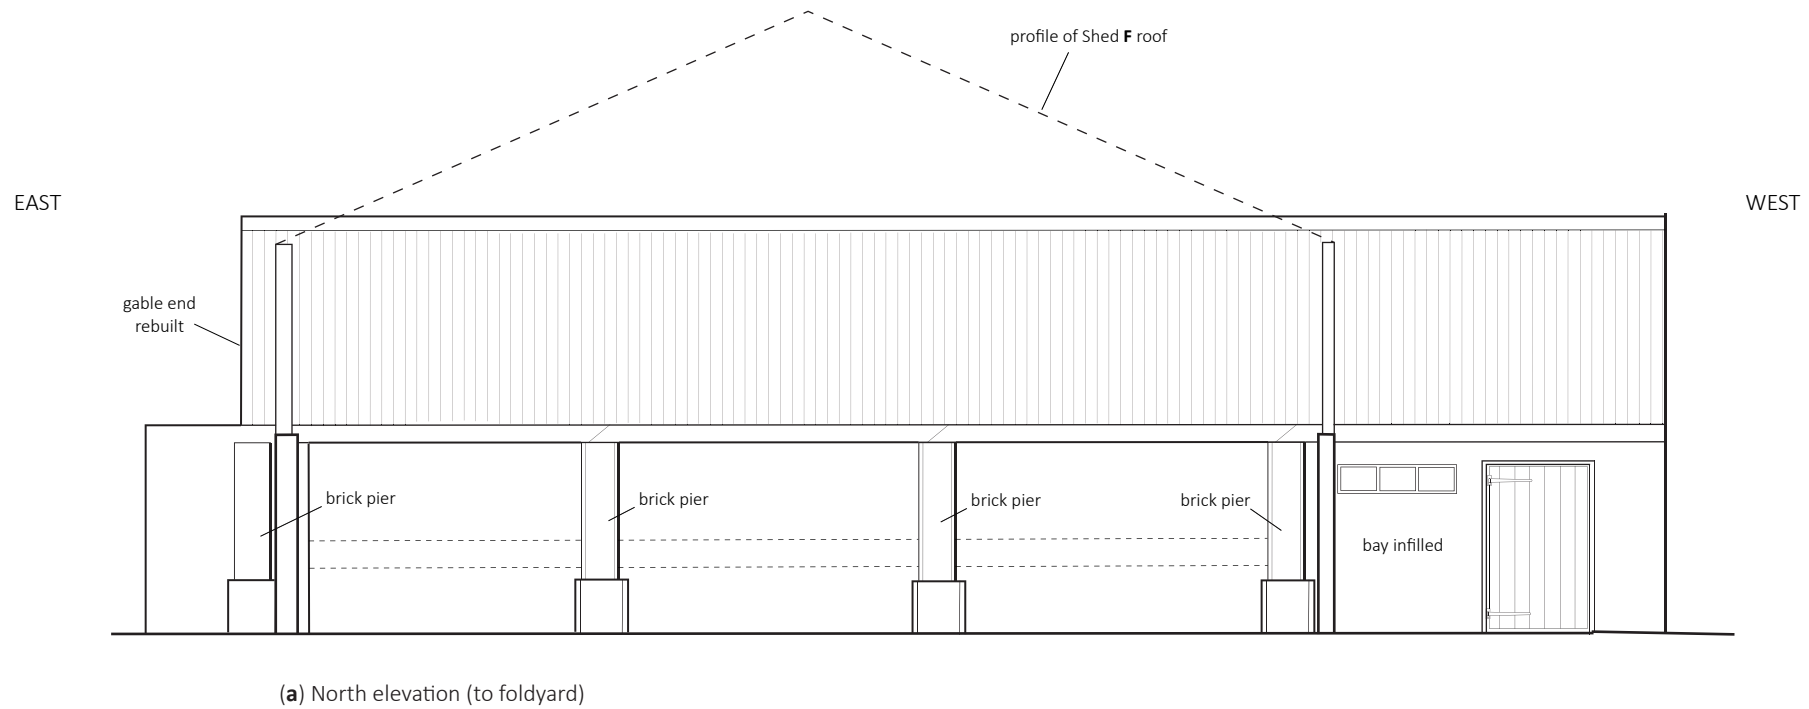 profile of Shed F roof
EAST
WEST
gable end
rebuilt
brick pier
brick pier
brick pier
brick pier
bay infilled
(a) North elevation (to foldyard)